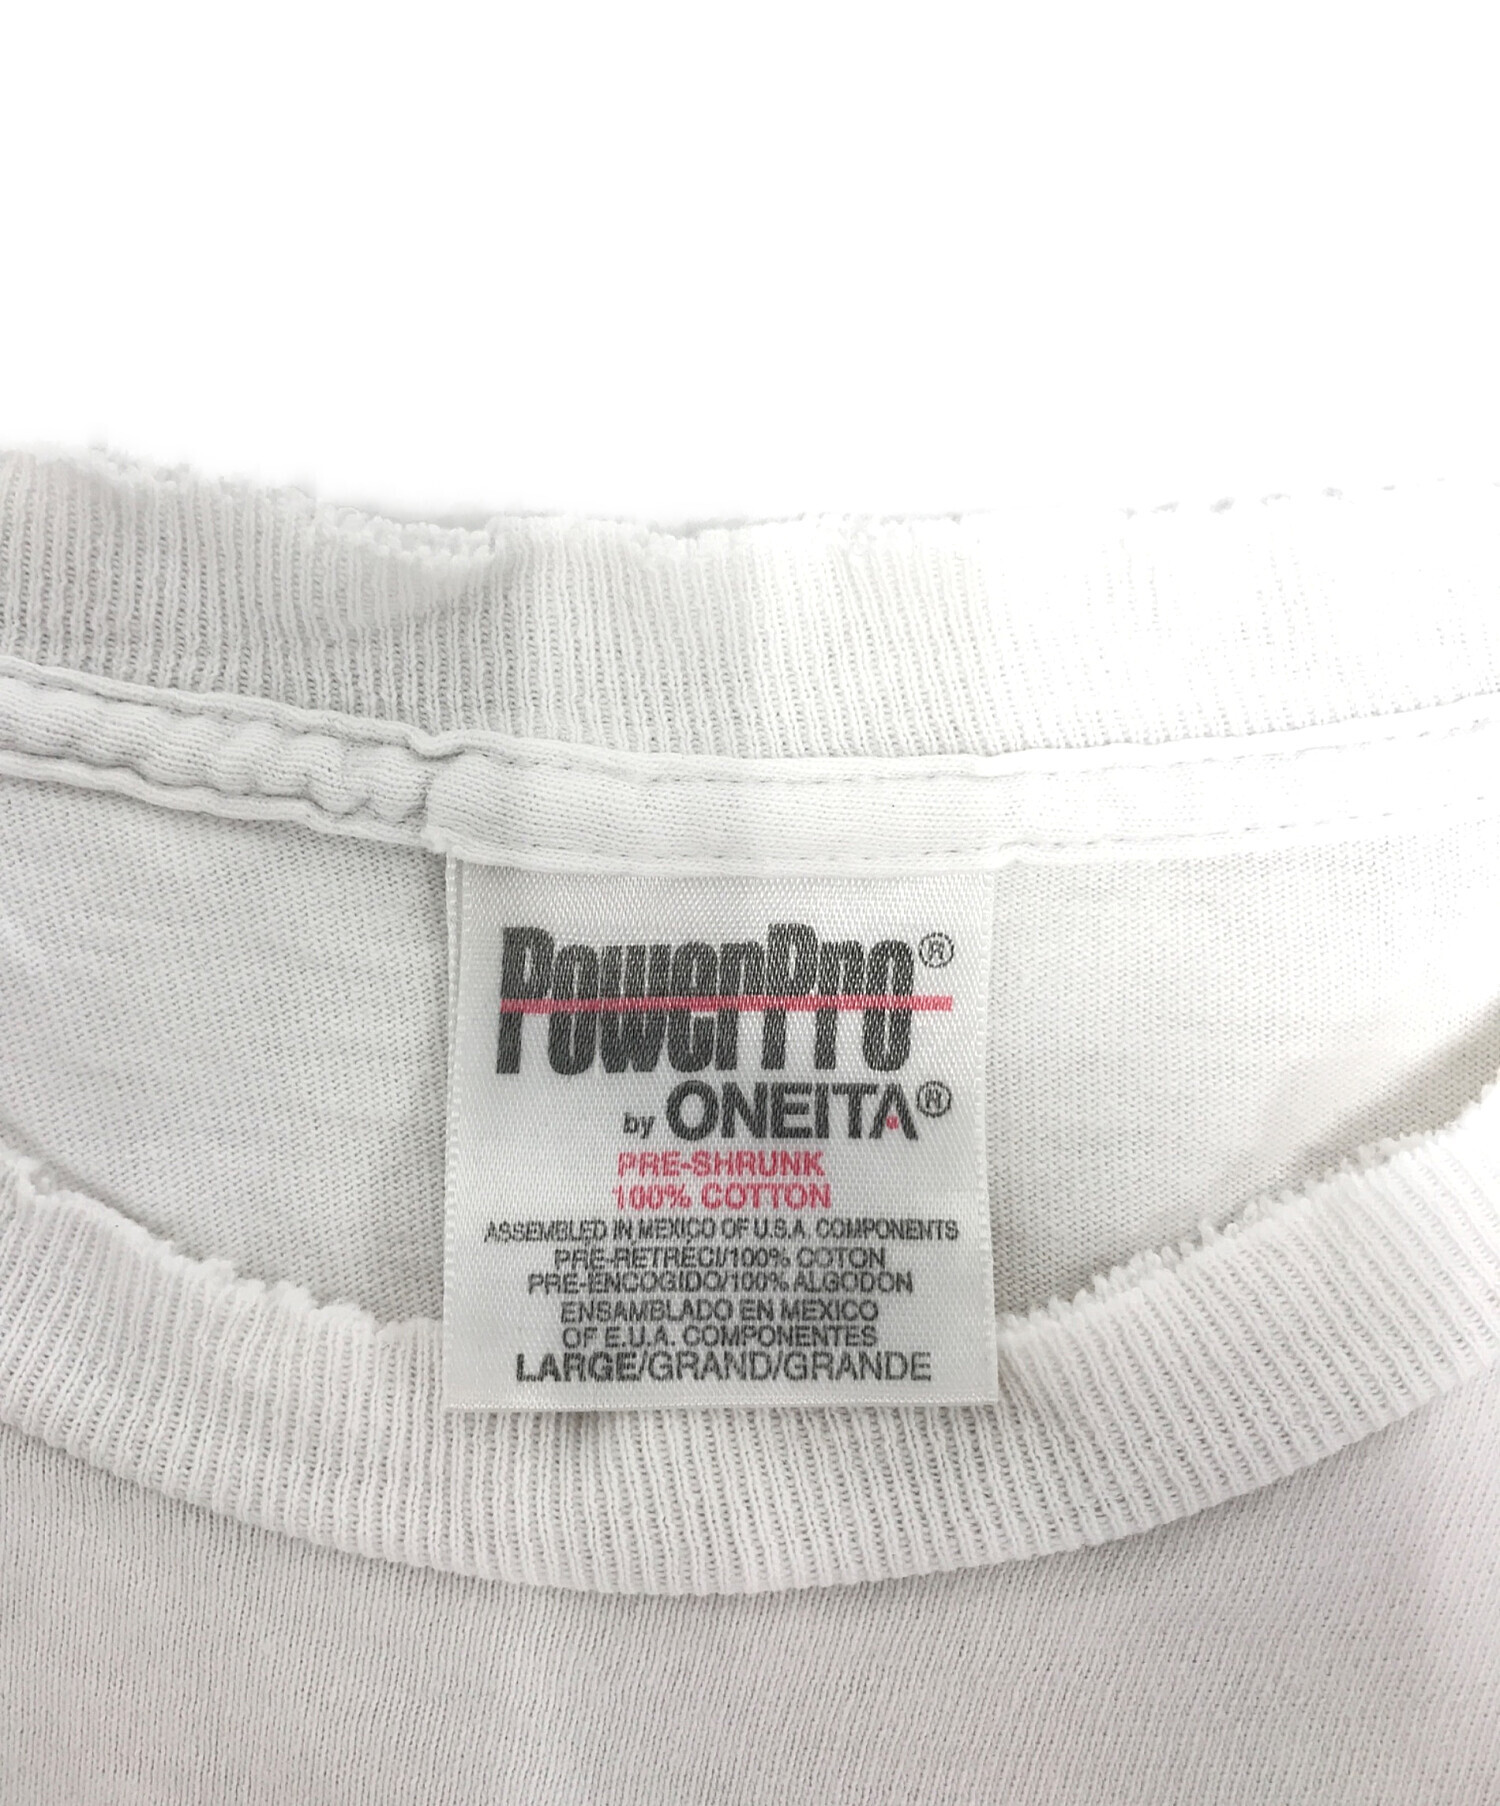 PowerPro®
by ONEITA®
PRE-SHRUNK
100% COTTON
ASSEMBLED IN MEXICO OF U.S.A. COMPONENTS
PRE-RETRECI/100% COTON
PRE-ENCOGIDO/100% ALGODON
ENSAMBLADO EN MEXICO
OF E.U.A. COMPONENTES
LARGE/GRAND/GRANDE